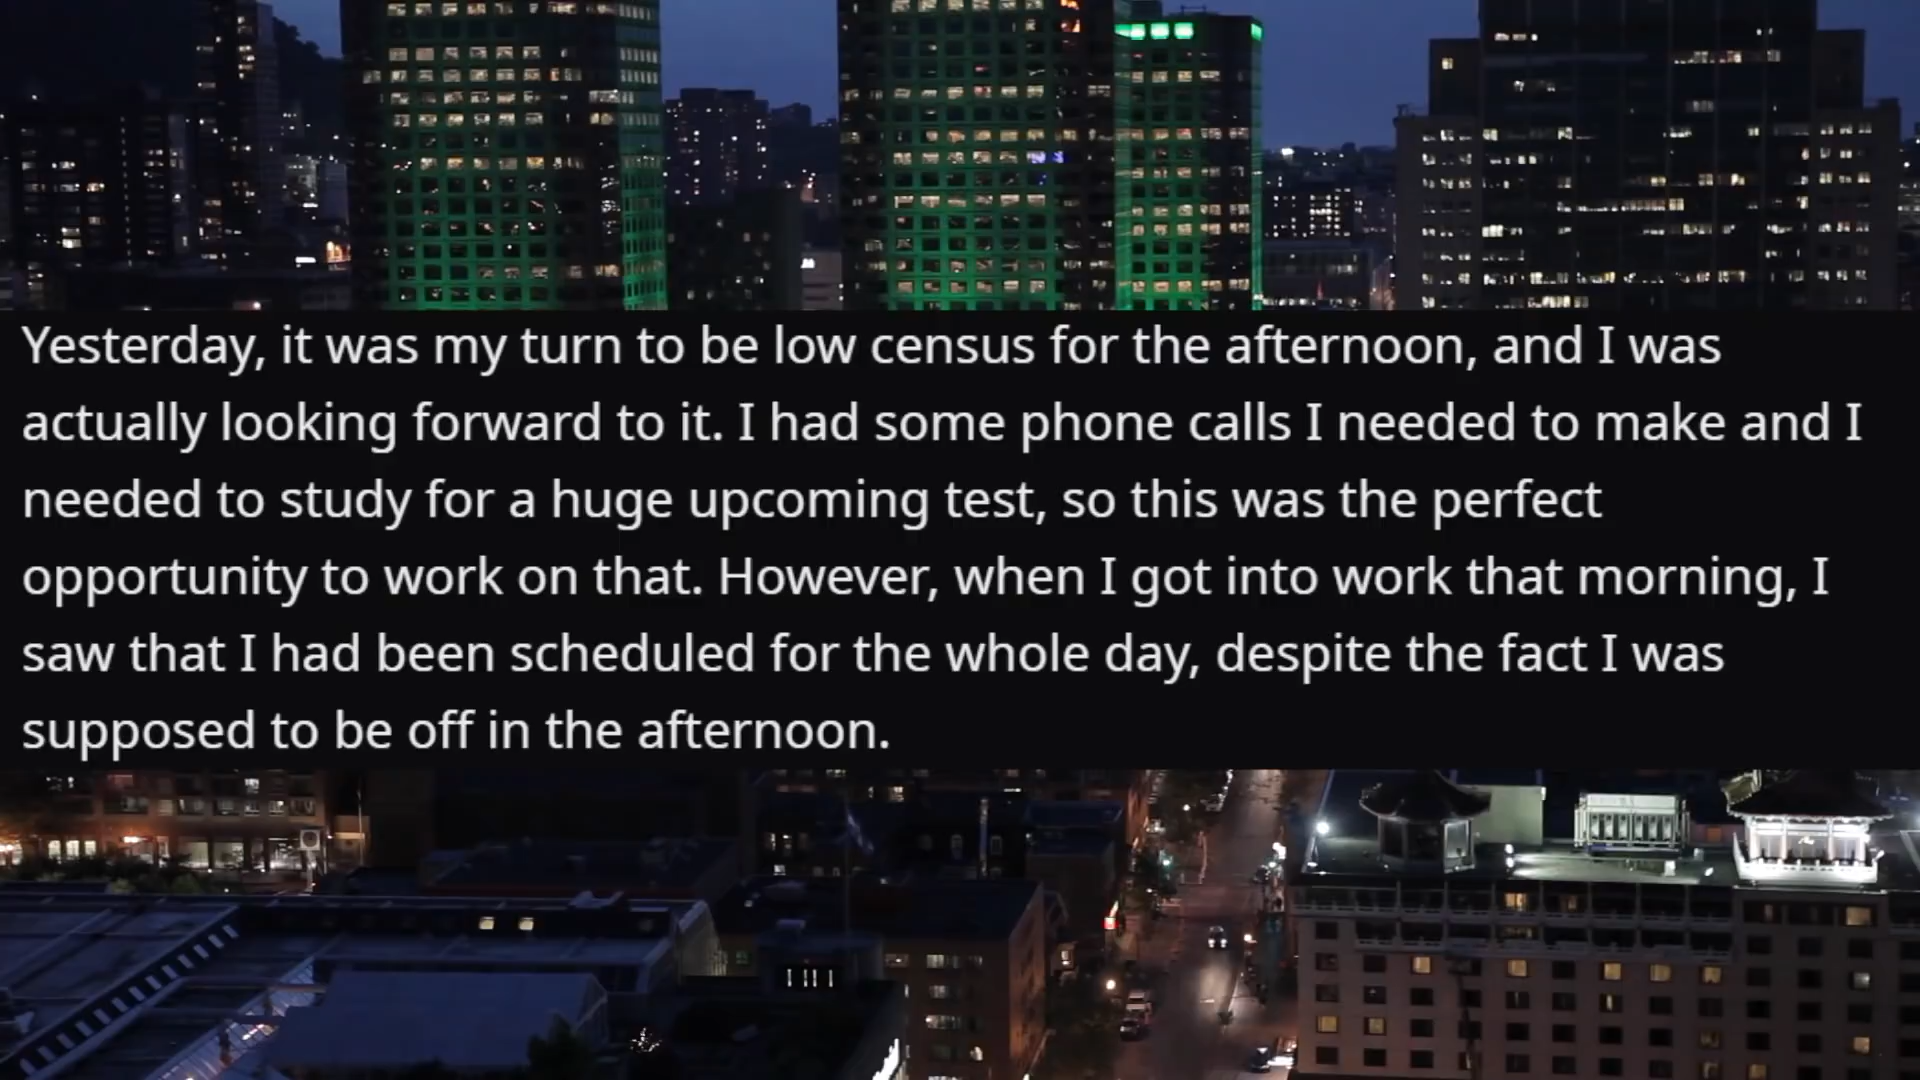 Yesterday, it was my turn to be low census for the afternoon, and I was
actually looking forward to it. I had some phone calls I needed to make and I
needed to study for a huge upcoming test, so this was the perfect
opportunity to work on that. However, when I got into work that morning, I
saw that I had been scheduled for the whole day, despite the fact I was
supposed to be off in the afternoon.